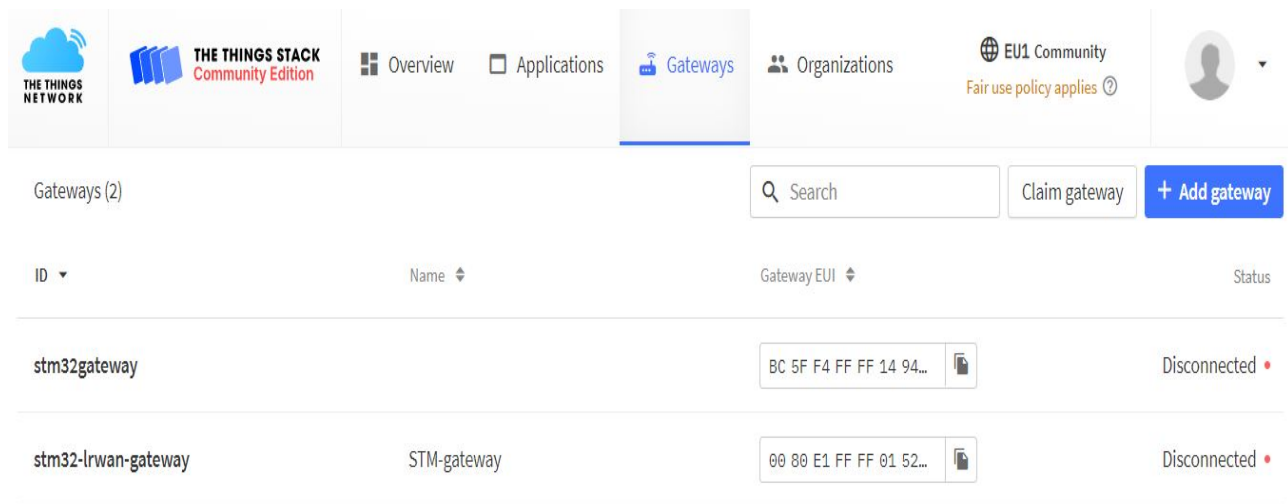 THE THINGS
NETWORK
THE THINGS STACK
Community Edition
Overview
Applications
Gateways
Organizations
EU1 Community
Fair use policy applies ?
Gateways (2)
Search
Claim gateway
+ Add gateway
ID Name Gateway EUI Status
stm32gateway BC 5F F4 FF FF 14 94... Disconnected
stm32-lrwan-gateway STM-gateway 00 80 E1 FF FF 01 52... Disconnected